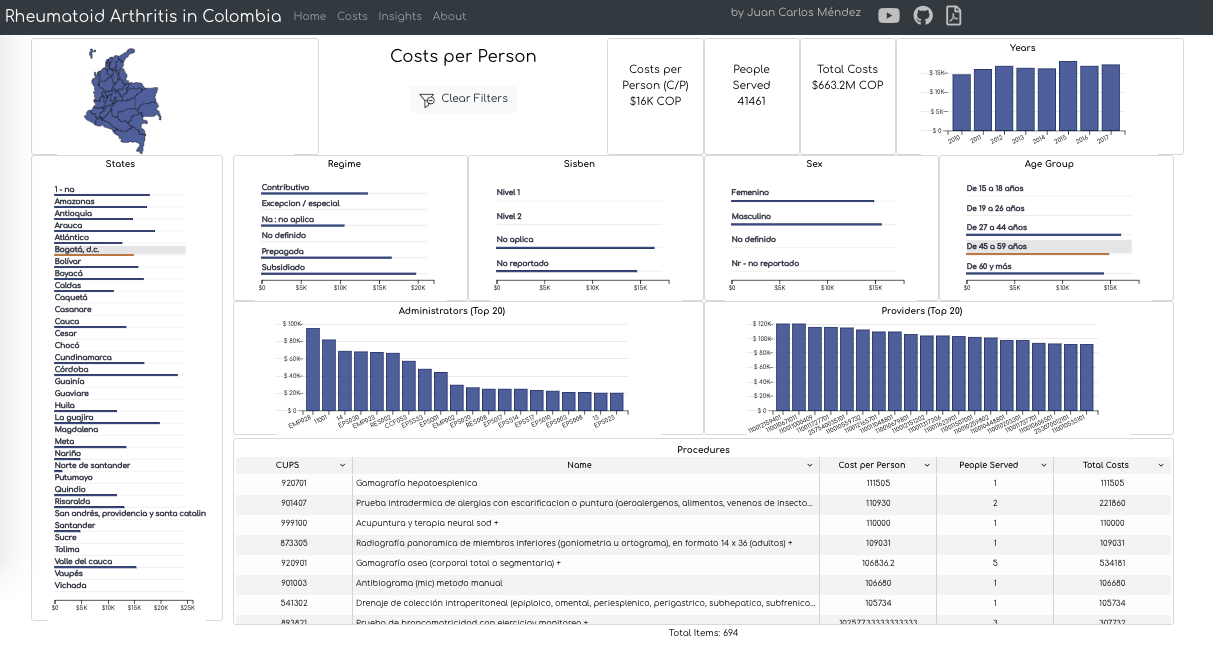 Rheumatoid Arthritis in Colombia Home Costs Insights About by Juan Carlos Méndez
Costs per Person
Clear Filters
Costs per
Person (C/P)
$16K COP
People
Served
41461
Total Costs
$663.2M COP
Years
$ 15K
$ 10K
$ 5K
$ 0
2010 2011 2012 2013 2014 2015 2016 2017
States
1 - na
Amazonas
Antioquia
Arauca
Atlántico
Bogotá, d.c.
Bolívar
Boyacá
Caldas
Caquetá
Casanare
Cauca
Cesar
Chocó
Cundinamarca
Córdoba
Guainía
Guaviare
Huila
La guajira
Magdalena
Meta
Nariño
Norte de santander
Putumayo
Quindio
Risaralda
San andrés, providencia y santa catalin
Santander
Sucre
Tolima
Valle del cauca
Vaupés
Vichada
$0 $5K $10K $15K $20K $25K
Regime
Contributivo
Excepcion / especial
Na : no aplica
No definido
Prepagada
Subsidiado
$0 $5K $10K $15K $20K
Sisben
Nivel 1
Nivel 2
No aplica
No reportado
$0 $5K $10K $15K
Sex
Femenino
Masculino
No definido
Nr - no reportado
$0 $5K $10K $15K
Age Group
De 15 a 18 años
De 19 a 26 años
De 27 a 44 años
De 45 a 59 años
De 60 y más
$0 $5K $10K $15K
Administrators (Top 20)
$ 100K
$ 80K
$ 60K
$ 40K
$ 20K
$ 0
EMP028 11001 14 EPS030 EMP023 RES002 CCF053 EPSS33 EPS001 EMP002 EPS020 RES008 EPS017 EPS14 EPSS17 EPS010 EPS003 EPS008 15 EPS023
Providers (Top 20)
$ 120K
$ 100K
$ 80K
$ 60K
$ 40K
$ 20K
$ 0
Procedures
CUPS Name Cost per Person People Served Total Costs
920701 Gamagrafía hepatoesplenica 111505 1 111505
901407 Prueba intradermica de alergias con escarificacion o puntura (aeroalergenos, alimentos, venenos de insecto... 110930 2 221860
999100 Acupuntura y terapia neural sod + 110000 1 110000
873305 Radiografía panoramica de miembros inferiores (goniometria u ortograma), en formato 14 x 36 (adultos) + 109031 1 109031
920901 Gamagrafía osea (corporal total o segmentaria) + 106836.2 5 534181
901003 Antibiograma (mic) metodo manual 106680 1 106680
541302 Drenaje de colección intraperitoneal (epiploico, omental, periesplenico, perigastrico, subhepatico, subfrenico... 105734 1 105734
893821 Prueba de broncomotricidad con ejercicioy monitoreo + 102577.33333333333 3 307732
Total Items: 694